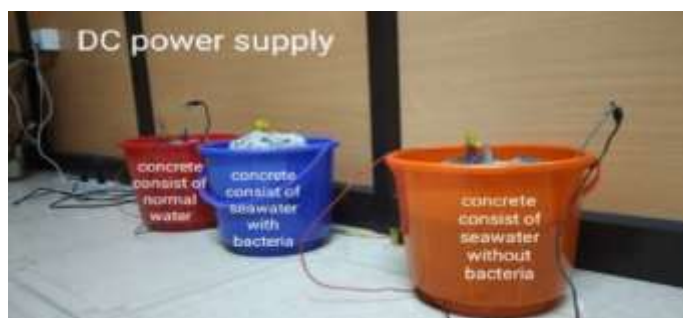 DC power supply
concrete
consist of
normal
water
concrete
consist of
seawater
with
bacteria
concrete
consist of
seawater
without
bacteria